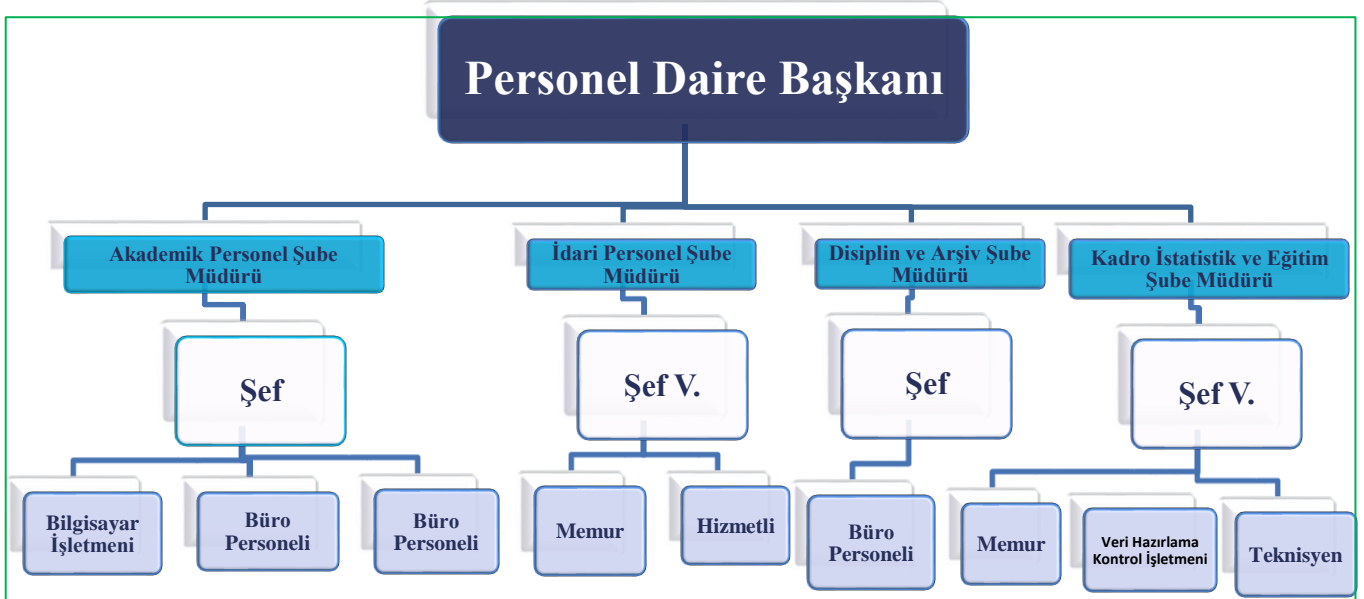 Personel Daire Başkanı
Akademik Personel Şube
Müdürü
İdari Personel Şube
Müdürü
Disiplin ve Arşiv Şube
Müdürü
Kadro İstatistik ve Eğitim
Şube Müdürü
Şef
Şef V.
Şef
Şef V.
Bilgisayar
İşletmeni
Büro
Personeli
Büro
Personeli
Memur
Hizmetli
Büro
Personeli
Memur
Veri Hazırlama
Kontrol İşletmeni
Teknisyen